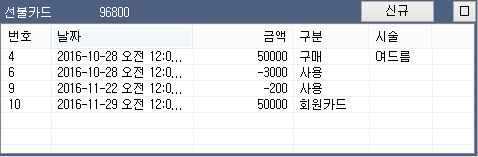 선불카드 96800 신규
번호 날짜 금액 구분 시술
4 2016-10-28 오전 12:0... 50000 구매 여드름
6 2016-10-28 오전 12:0... -3000 사용
9 2016-11-22 오전 12:0... -200 사용
10 2016-11-29 오전 12:0... 50000 회원카드